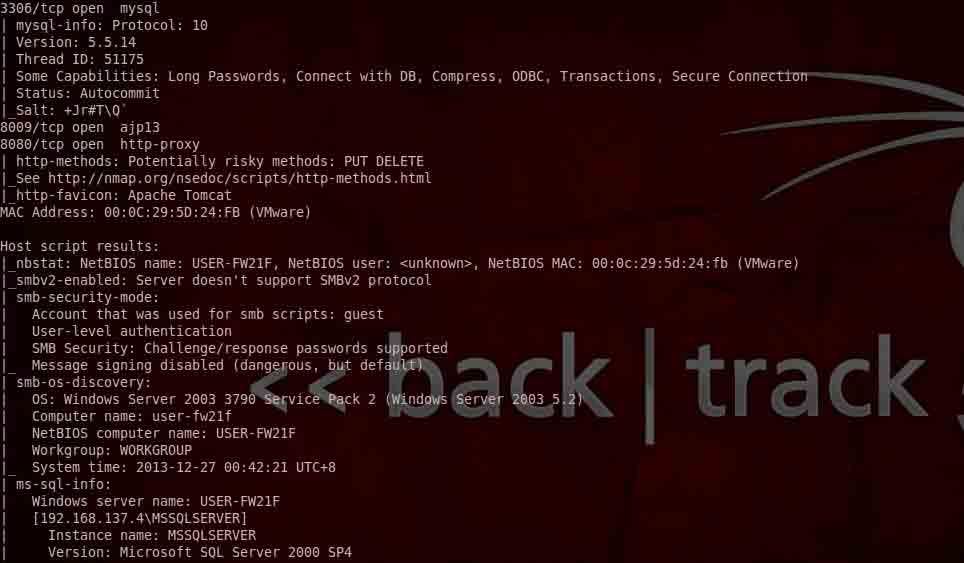 3306/tcp open  mysql
| mysql-info: Protocol: 10
| Version: 5.5.14
| Thread ID: 51175
| Some Capabilities: Long Passwords, Connect with DB, Compress, ODBC, Transactions, Secure Connection
| Status: Autocommit
|_Salt: +Jr#T\Q`
8009/tcp open  ajp13
8080/tcp open  http-proxy
| http-methods: Potentially risky methods: PUT DELETE
|_See http://nmap.org/nsedoc/scripts/http-methods.html
|_http-favicon: Apache Tomcat
MAC Address: 00:0C:29:5D:24:FB (VMware)

Host script results:
|_nbstat: NetBIOS name: USER-FW21F, NetBIOS user: <unknown>, NetBIOS MAC: 00:0c:29:5d:24:fb (VMware)
|_smbv2-enabled: Server doesn't support SMBv2 protocol
| smb-security-mode:
|   Account that was used for smb scripts: guest
|   User-level authentication
|   SMB Security: Challenge/response passwords supported
|_  Message signing disabled (dangerous, but default)
| smb-os-discovery:
|   OS: Windows Server 2003 3790 Service Pack 2 (Windows Server 2003 5.2)
|   Computer name: user-fw21f
|   NetBIOS computer name: USER-FW21F
|   Workgroup: WORKGROUP
|_  System time: 2013-12-27 00:42:21 UTC+8
| ms-sql-info:
|   Windows server name: USER-FW21F
|   [192.168.137.4\MSSQLSERVER]
|     Instance name: MSSQLSERVER
|     Version: Microsoft SQL Server 2000 SP4
<< back | track